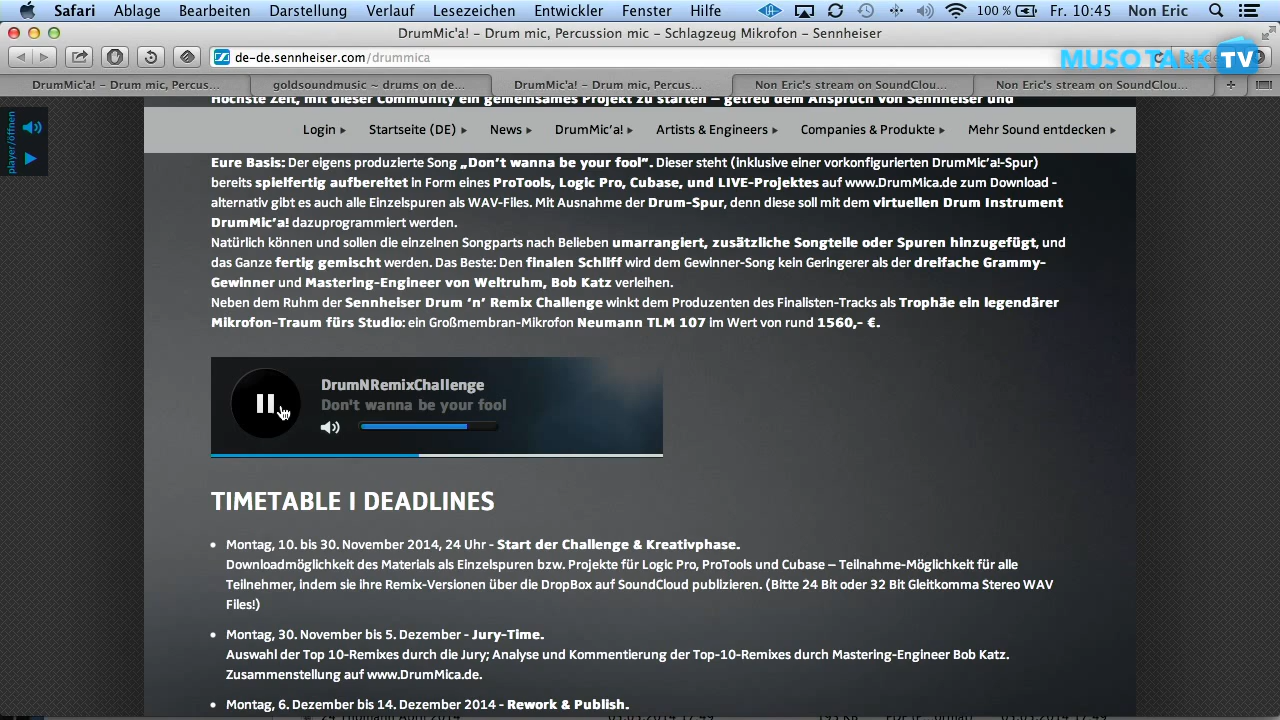 Safari Ablage Bearbeiten Darstellung Verlauf Lesezeichen Entwickler Fenster Hilfe 100 % Fr. 10:45 Non Eric
DrumMic'a! – Drum mic, Percussion mic – Schlagzeug Mikrofon – Sennheiser
de-de.sennheiser.com/drummica
MUSO TALK TV
DrumMic'a! – Drum mic, Percus... goldsoundmusic ~ drums on de... DrumMic'a! – Drum mic, Percus... Non Eric's stream on SoundClou... Non Eric's stream on SoundClou...
Höchste Zeit, mit dieser Community ein gemeinsames Projekt zu starten – getreu dem Anspruch von Sennheiser und
player/öffnen
Login Startseite (DE) News DrumMic'a! Artists & Engineers Companies & Produkte Mehr Sound entdecken
Eure Basis: Der eigens produzierte Song „Don't wanna be your fool“. Dieser steht (inklusive einer vorkonfigurierten DrumMic'a!-Spur)
bereits spielfertig aufbereitet in Form eines ProTools, Logic Pro, Cubase, und LIVE-Projektes auf www.DrumMica.de zum Download -
alternativ gibt es auch alle Einzelspuren als WAV-Files. Mit Ausnahme der Drum-Spur, denn diese soll mit dem virtuellen Drum Instrument
DrumMic'a! dazuprogrammiert werden.
Natürlich können und sollen die einzelnen Songparts nach Belieben umarrangiert, zusätzliche Songteile oder Spuren hinzugefügt, und
das Ganze fertig gemischt werden. Das Beste: Den finalen Schliff wird dem Gewinner-Song kein Geringerer als der dreifache Grammy-
Gewinner und Mastering-Engineer von Weltruhm, Bob Katz verleihen.
Neben dem Ruhm der Sennheiser Drum 'n' Remix Challenge winkt dem Produzenten des Finalisten-Tracks als Trophäe ein legendärer
Mikrofon-Traum fürs Studio: ein Großmembran-Mikrofon Neumann TLM 107 im Wert von rund 1560,- €.
DrumNRemixChallenge
Don't wanna be your fool
TIMETABLE I DEADLINES
• Montag, 10. bis 30. November 2014, 24 Uhr - Start der Challenge & Kreativphase.
Downloadmöglichkeit des Materials als Einzelspuren bzw. Projekte für Logic Pro, ProTools und Cubase – Teilnahme-Möglichkeit für alle
Teilnehmer, indem sie ihre Remix-Versionen über die DropBox auf SoundCloud publizieren. (Bitte 24 Bit oder 32 Bit Gleitkomma Stereo WAV
Files!)
• Montag, 30. November bis 5. Dezember - Jury-Time.
Auswahl der Top 10-Remixes durch die Jury; Analyse und Kommentierung der Top-10-Remixes durch Mastering-Engineer Bob Katz.
Zusammenstellung auf www.DrumMica.de.
• Montag, 6. Dezember bis 14. Dezember 2014 - Rework & Publish.